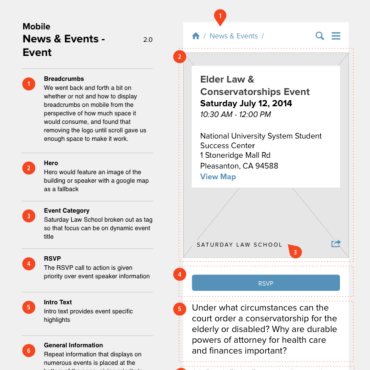 Mobile
News & Events -
Event
2.0
1
Breadcrumbs
We went back and forth a bit on
whether or not and how to display
breadcrumbs on mobile from the
perspective of how much space it
would consume, and found that
removing the logo until scroll gave us
enough space to make it work.
2
Hero
Hero would feature an image of the
building or speaker with a google map
as a fallback
3
Event Category
Saturday Law School broken out as tag
so that focus can be on dynamic event
title
4
RSVP
The RSVP call to action is given
priority over event speaker information
5
Intro Text
Intro text provides event specific
highlights
6
General Information
Repeat information that displays on
numerous events is placed at the
1
/ News & Events /
2
Elder Law &
Conservatorships Event
Saturday July 12, 2014
10:30 AM - 12:00 PM
National University System Student
Success Center
1 Stoneridge Mall Rd
Pleasanton, CA 94588
View Map
SATURDAY LAW SCHOOL
3
4
RSVP
5
Under what circumstances can the
court order a conservatorship for the
elderly or disabled? Why are durable
powers of attorney for health care
and finances important?